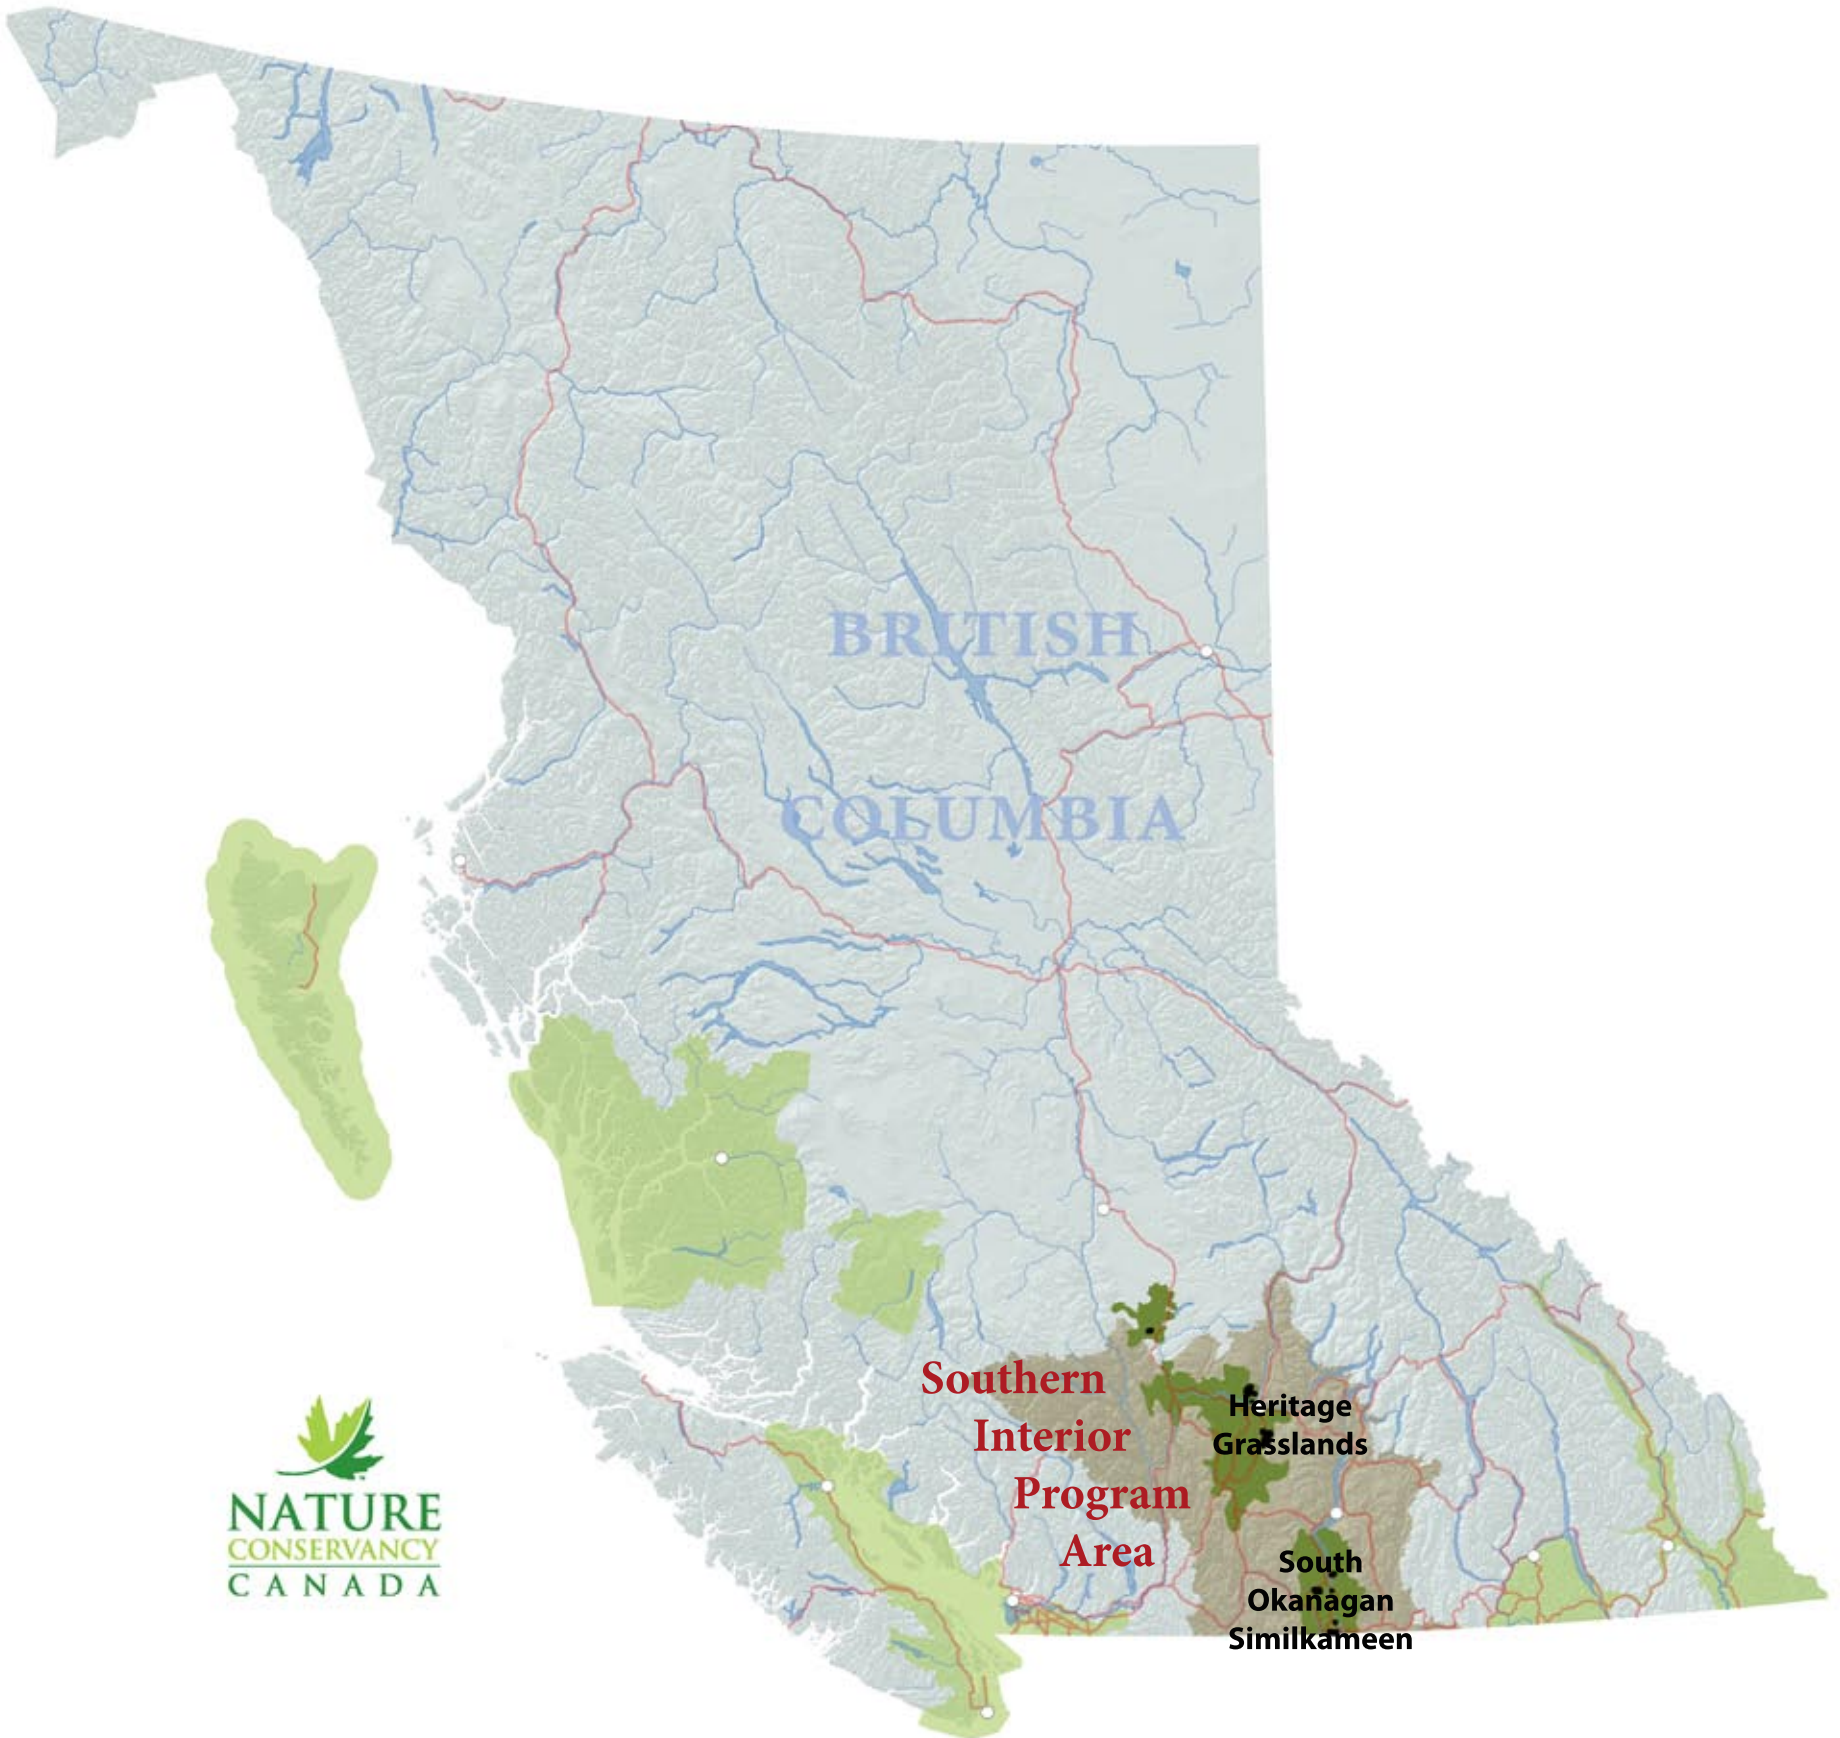 BRITISH
COLUMBIA
Southern
Interior
Program
Area
Heritage
Grasslands
South
Okanagan
Similkameen
NATURE
CONSERVANCY
CANADA